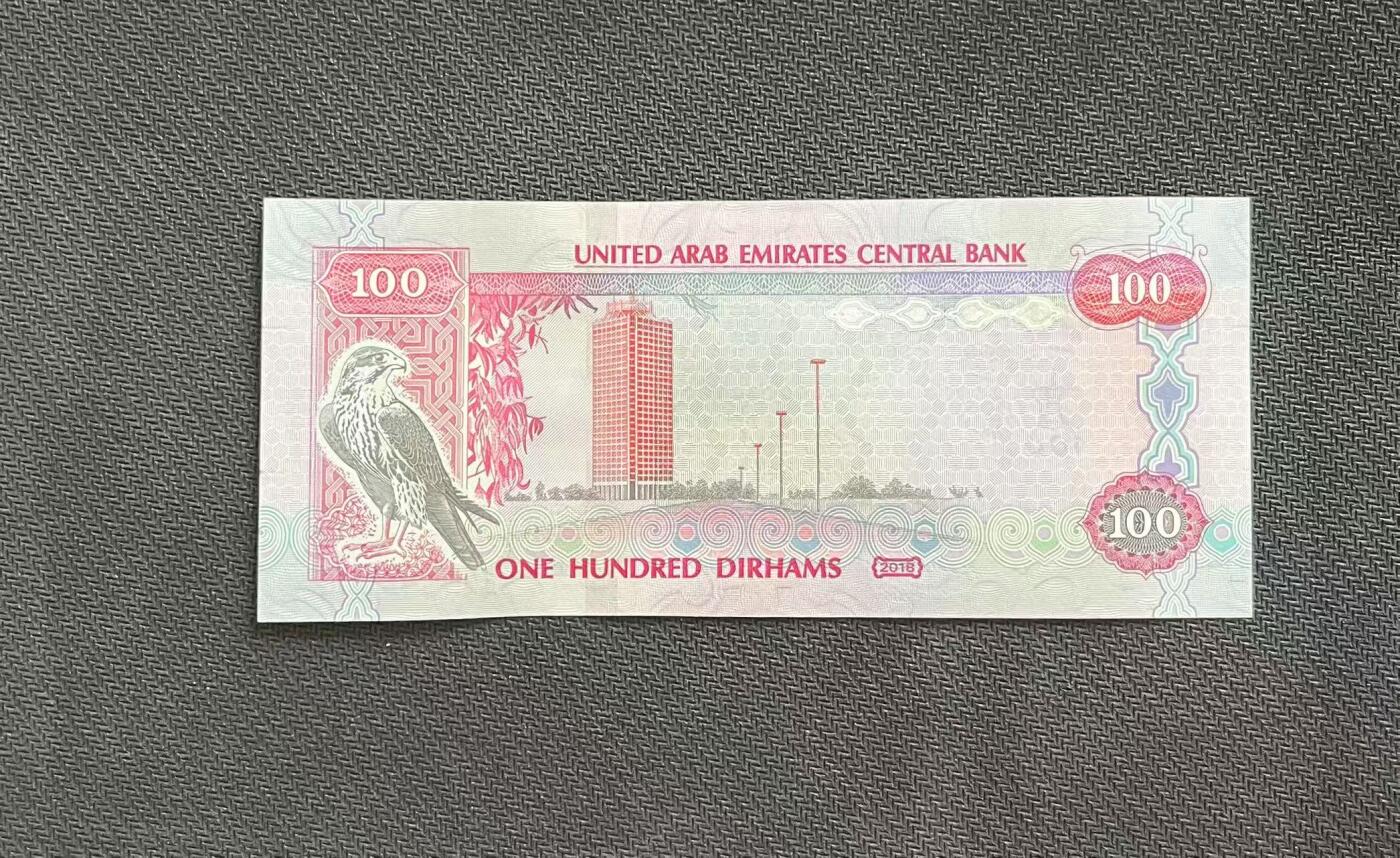 UNITED ARAB EMIRATES CENTRAL BANK
100
100
100
ONE HUNDRED DIRHAMS 2018